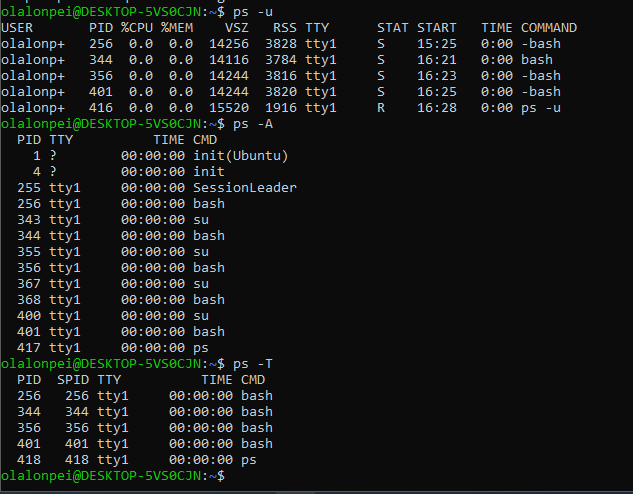 olalonpei@DESKTOP-5VS0CJN:~$ ps -u
USER       PID %CPU %MEM    VSZ   RSS TTY      STAT START   TIME COMMAND
olalonp+   256  0.0  0.0  14256  3828 tty1     S    15:25   0:00 -bash
olalonp+   344  0.0  0.0  14116  3784 tty1     S    16:21   0:00 bash
olalonp+   356  0.0  0.0  14244  3816 tty1     S    16:23   0:00 -bash
olalonp+   401  0.0  0.0  14244  3820 tty1     S    16:25   0:00 -bash
olalonp+   416  0.0  0.0  15520  1916 tty1     R    16:28   0:00 ps -u
olalonpei@DESKTOP-5VS0CJN:~$ ps -A
  PID TTY          TIME CMD
    1 ?        00:00:00 init(Ubuntu)
    4 ?        00:00:00 init
  255 tty1     00:00:00 SessionLeader
  256 tty1     00:00:00 bash
  343 tty1     00:00:00 su
  344 tty1     00:00:00 bash
  355 tty1     00:00:00 su
  356 tty1     00:00:00 bash
  367 tty1     00:00:00 su
  368 tty1     00:00:00 bash
  400 tty1     00:00:00 su
  401 tty1     00:00:00 bash
  417 tty1     00:00:00 ps
olalonpei@DESKTOP-5VS0CJN:~$ ps -T
  PID  SPID TTY          TIME CMD
  256   256 tty1     00:00:00 bash
  344   344 tty1     00:00:00 bash
  356   356 tty1     00:00:00 bash
  401   401 tty1     00:00:00 bash
  418   418 tty1     00:00:00 ps
olalonpei@DESKTOP-5VS0CJN:~$